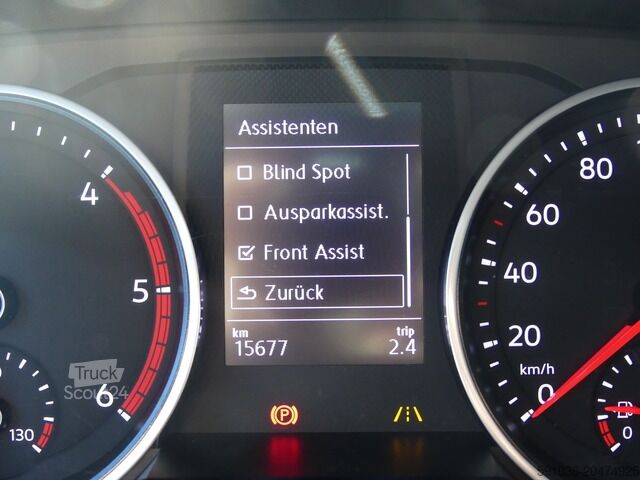 Assistenten
Blind Spot
Ausparkassist.
Front Assist
Zurück
km
trip
15677
2.4
4
5
6
130
80
60
40
20
km/h
0
0
P
Truck
Scout24